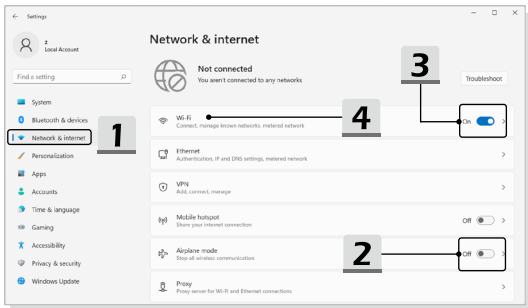 Settings
z
Local Account
Find a setting
System
Bluetooth & devices
Network & internet
Personalization
Apps
Accounts
Time & language
Gaming
Accessibility
Privacy & security
Windows Update
1
Network & internet
Not connected
You aren't connected to any networks
Troubleshoot
3
Wi-Fi
Connect, manage known networks, metered network
4
On
Ethernet
Authentication, IP and DNS settings, metered network
VPN
Add, connect, manage
Mobile hotspot
Share your internet connection
Off
Airplane mode
Stop all wireless communication
2
Off
Proxy
Proxy server for Wi-Fi and Ethernet connections